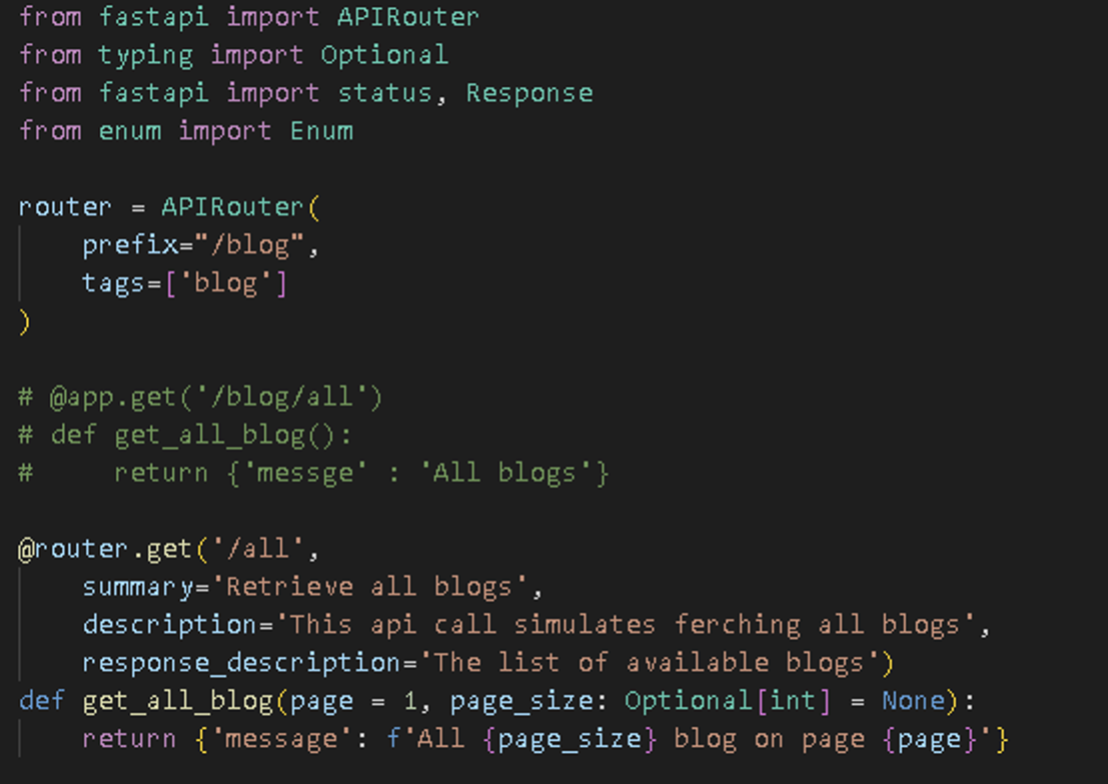 from fastapi import APIRouter
from typing import Optional
from fastapi import status, Response
from enum import Enum

router = APIRouter(
    prefix="/blog",
    tags=['blog']
)

# @app.get('/blog/all')
# def get_all_blog():
#     return {'messge' : 'All blogs'}

@router.get('/all',
    summary='Retrieve all blogs',
    description='This api call simulates ferching all blogs',
    response_description='The list of available blogs')
def get_all_blog(page = 1, page_size: Optional[int] = None):
    return {'message': f'All {page_size} blog on page {page}'}